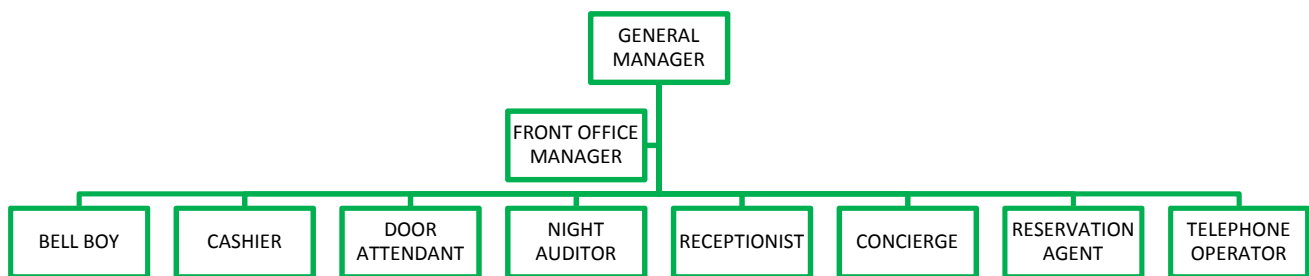 GENERAL
MANAGER
FRONT OFFICE
MANAGER
BELL BOY
CASHIER
DOOR
ATTENDANT
NIGHT
AUDITOR
RECEPTIONIST
CONCIERGE
RESERVATION
AGENT
TELEPHONE
OPERATOR